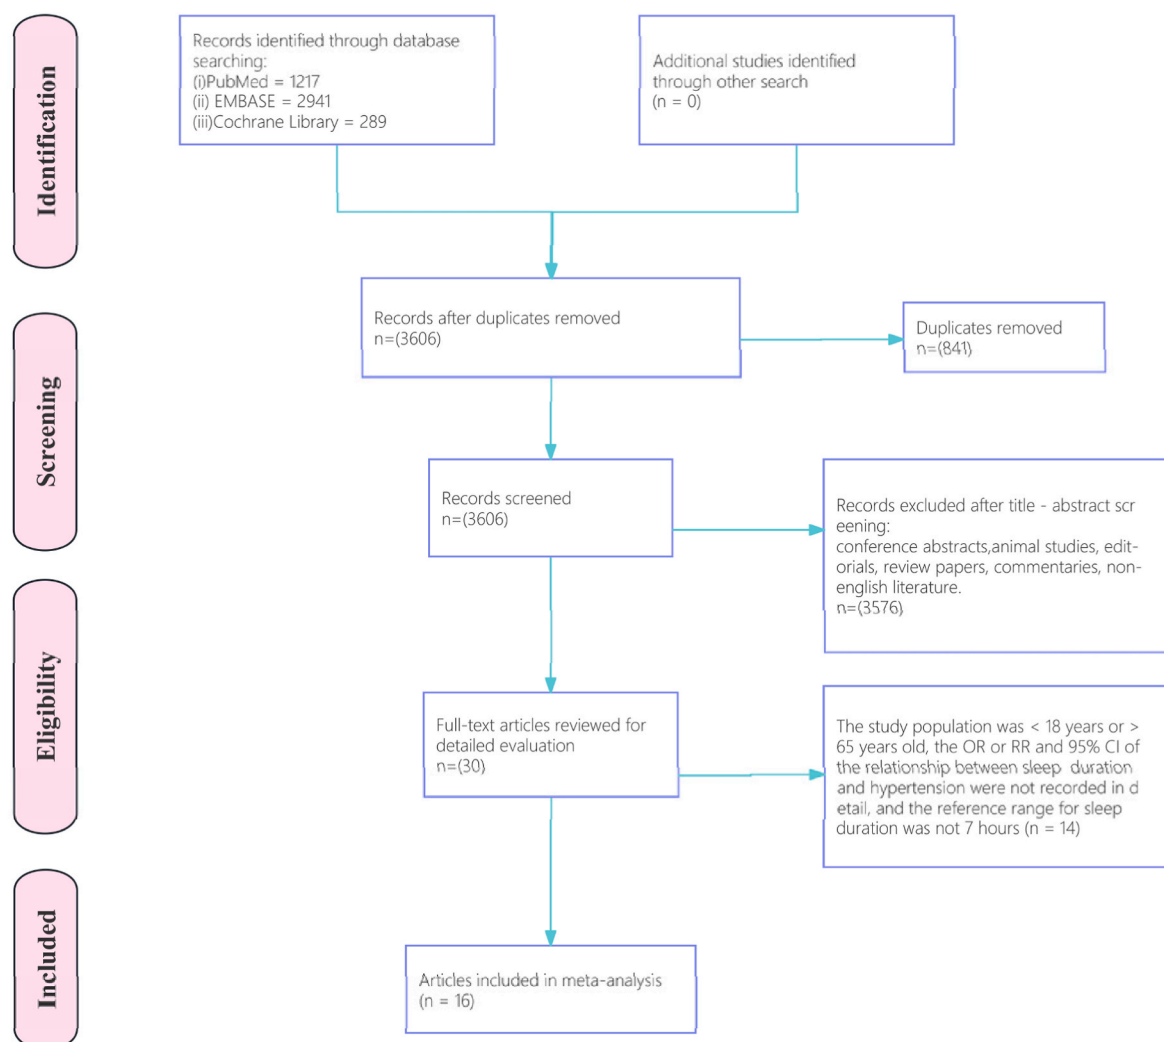 Identification
Records identified through database
searching:
(i)PubMed = 1217
(ii) EMBASE = 2941
(iii)Cochrane Library = 289
Additional studies identified
through other search
(n = 0)
Records after duplicates removed
n=(3606)
Duplicates removed
n=(841)
Screening
Records screened
n=(3606)
Records excluded after title - abstract scr
eening:
conference abstracts,animal studies, edit-
orials, review papers, commentaries, non-
english literature.
n=(3576)
Eligibility
Full-text articles reviewed for
detailed evaluation
n=(30)
The study population was < 18 years or >
65 years old, the OR or RR and 95% CI of
the relationship between sleep duration
and hypertension were not recorded in d
etail, and the reference range for sleep
duration was not 7 hours (n = 14)
Included
Articles included in meta-analysis
(n = 16)